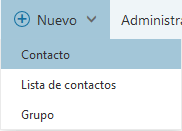 Nuevo Administra
Contacto
Lista de contactos
Grupo